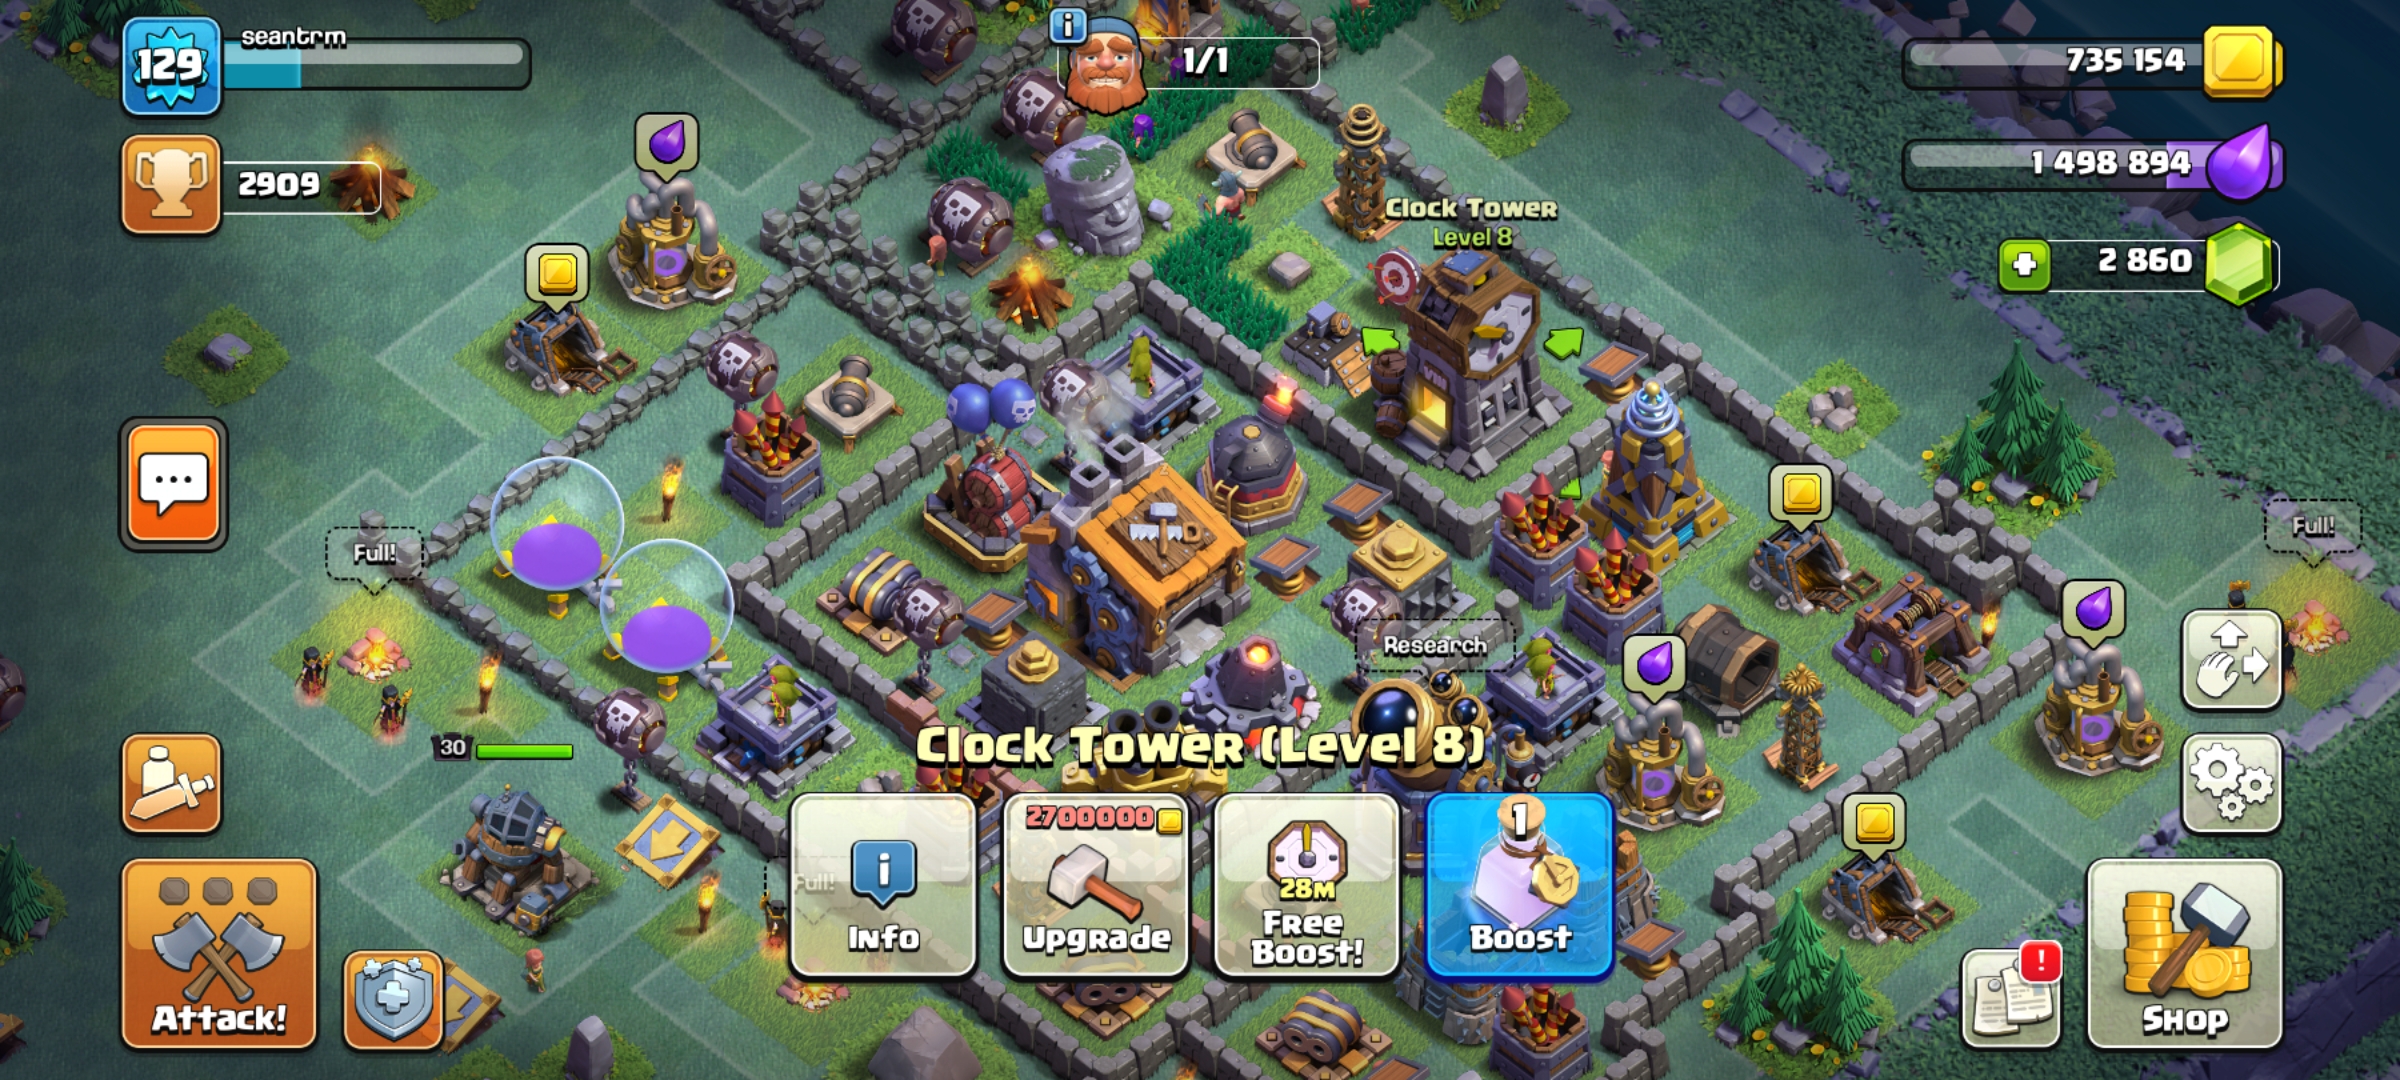 129
seantrm
1/1
735 154
2909
1 498 894
Clock Tower
Level 8
2 860
Full!
Full!
Research
30
Clock Tower (Level 8)
2700000
1
Full!
28M
Info
Upgrade
Free
Boost!
Boost
Attack!
!
Shop